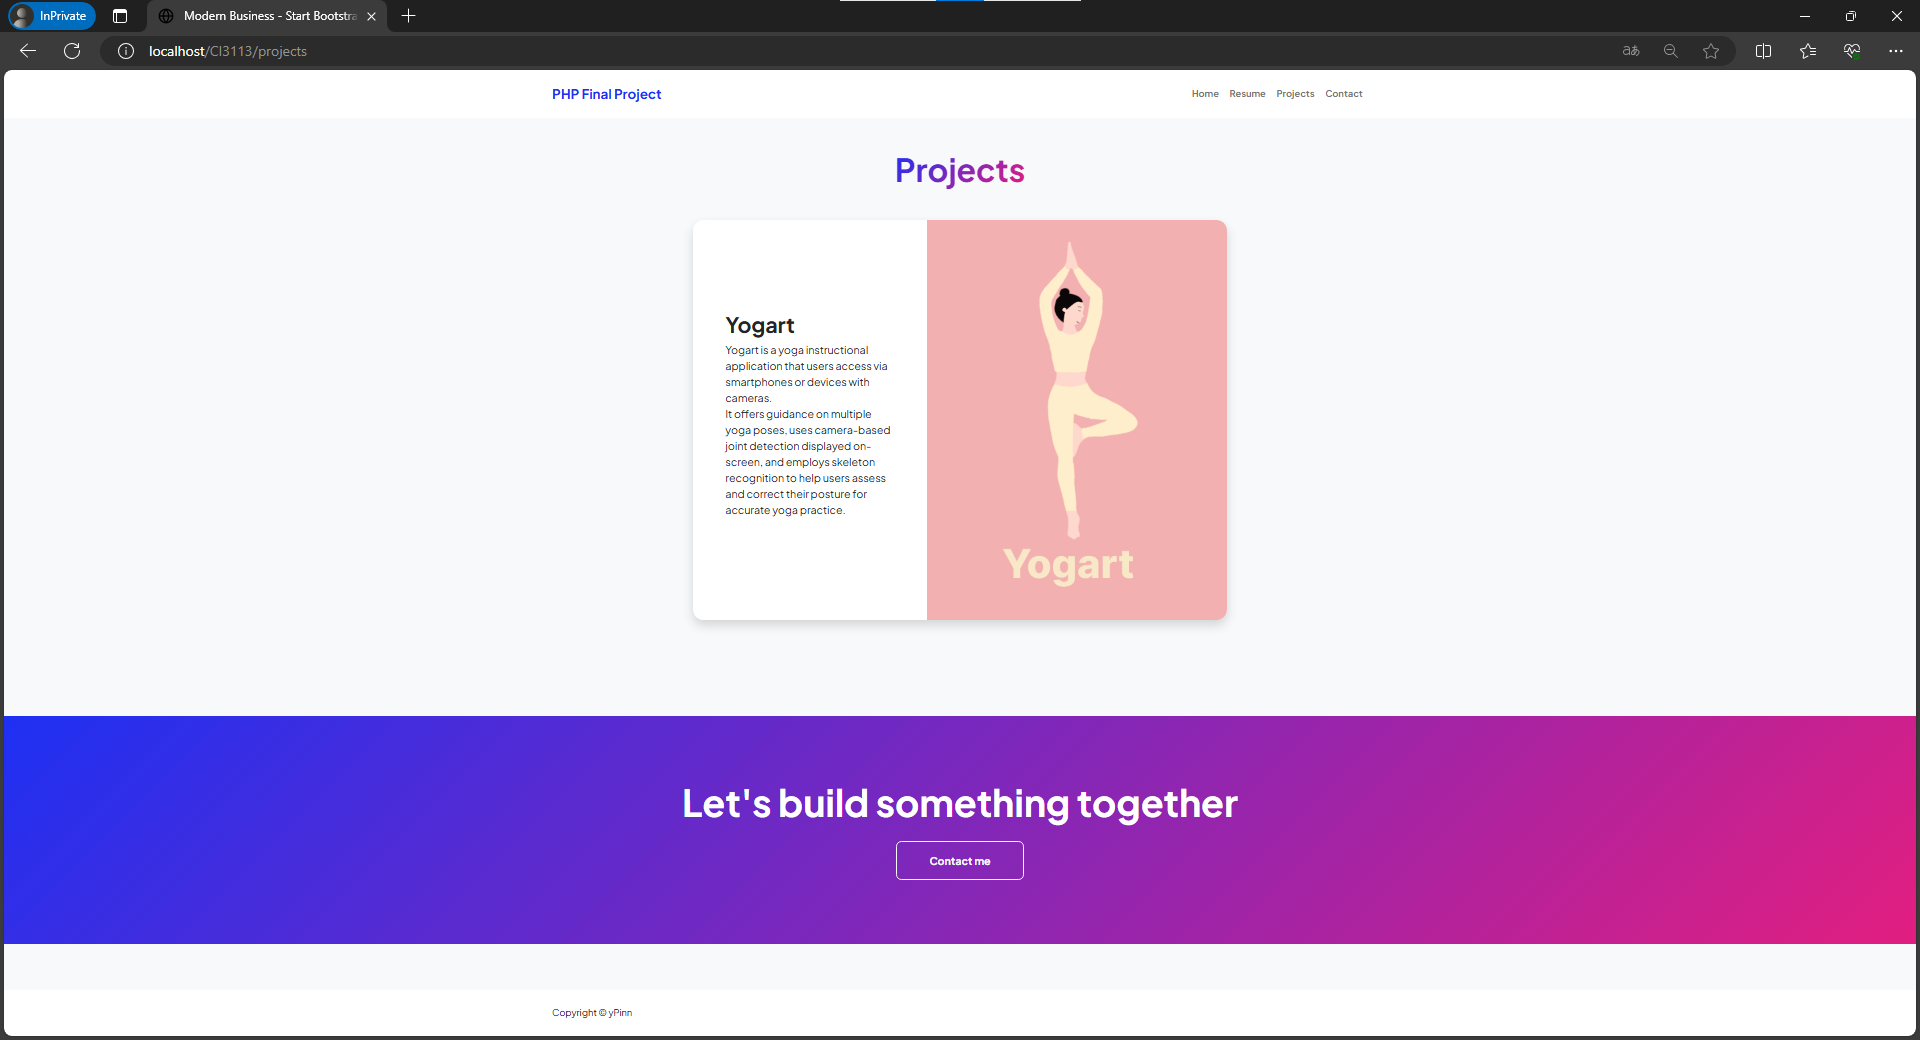 InPrivate
Modern Business - Start Bootstra
localhost/CI3113/projects
PHP Final Project
Home Resume Projects Contact
Projects
Yogart
Yogart is a yoga instructional
application that users access via
smartphones or devices with
cameras.
It offers guidance on multiple
yoga poses, uses camera-based
joint detection displayed on-
screen, and employs skeleton
recognition to help users assess
and correct their posture for
accurate yoga practice.
Yogart
Let's build something together
Contact me
Copyright © yPinn